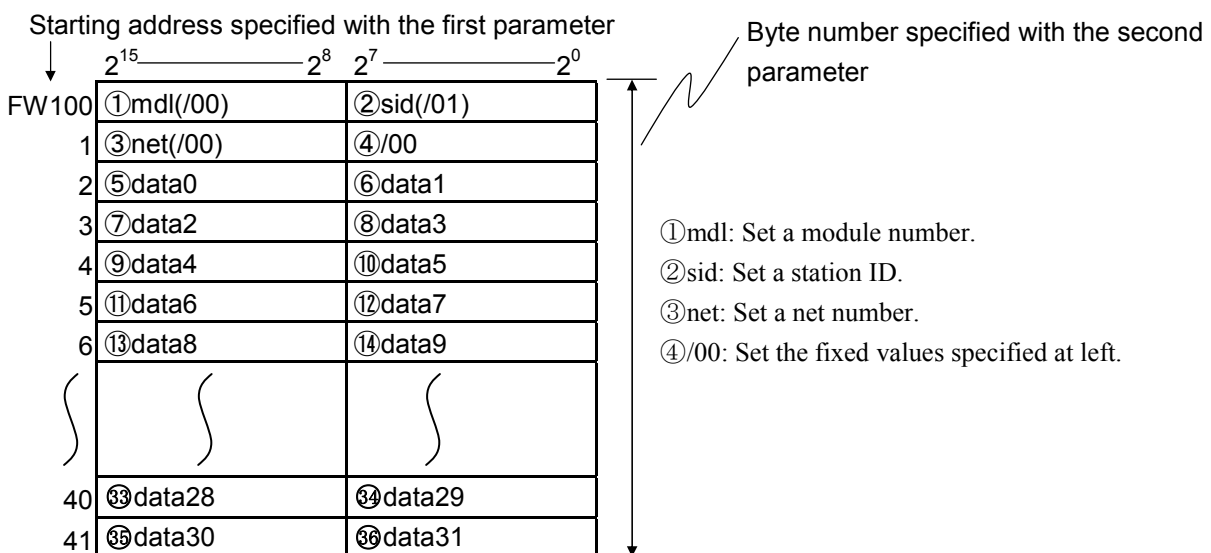 Starting address specified with the first parameter
Byte number specified with the second
parameter
2¹⁵ 2⁸ 2⁷ 2⁰
FW100 ①mdl(/00) ②sid(/01)
1 ③net(/00) ④/00
2 ⑤data0 ⑥data1
3 ⑦data2 ⑧data3
4 ⑨data4 ⑩data5
5 ⑪data6 ⑫data7
6 ⑬data8 ⑭data9
40 ㉝data28 ㉞data29
41 ㉟data30 ㊱data31
①mdl: Set a module number.
②sid: Set a station ID.
③net: Set a net number.
④/00: Set the fixed values specified at left.